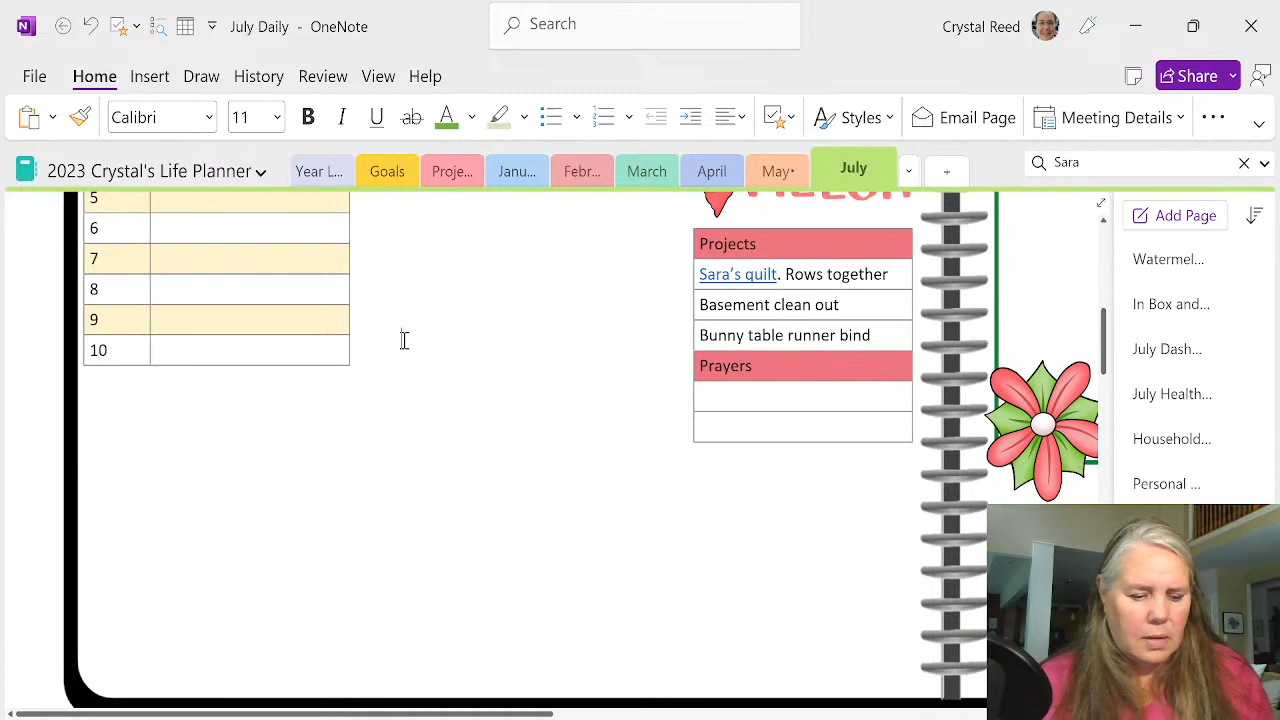 July Daily - OneNote
Search
Crystal Reed
File
Home
Insert
Draw
History
Review
View
Help
Share
Calibri
11
B
I
U
ab
A
A Styles
Email Page
Meeting Details
2023 Crystal's Life Planner
Year L...
Goals
Proje...
Janu...
Febr...
March
April
May
July
+
Sara
Add Page
Watermel...
In Box and...
July Dash...
July Health...
Household...
Personal ...
5
6
7
8
9
10
Projects
Sara's quilt. Rows together
Basement clean out
Bunny table runner bind
Prayers